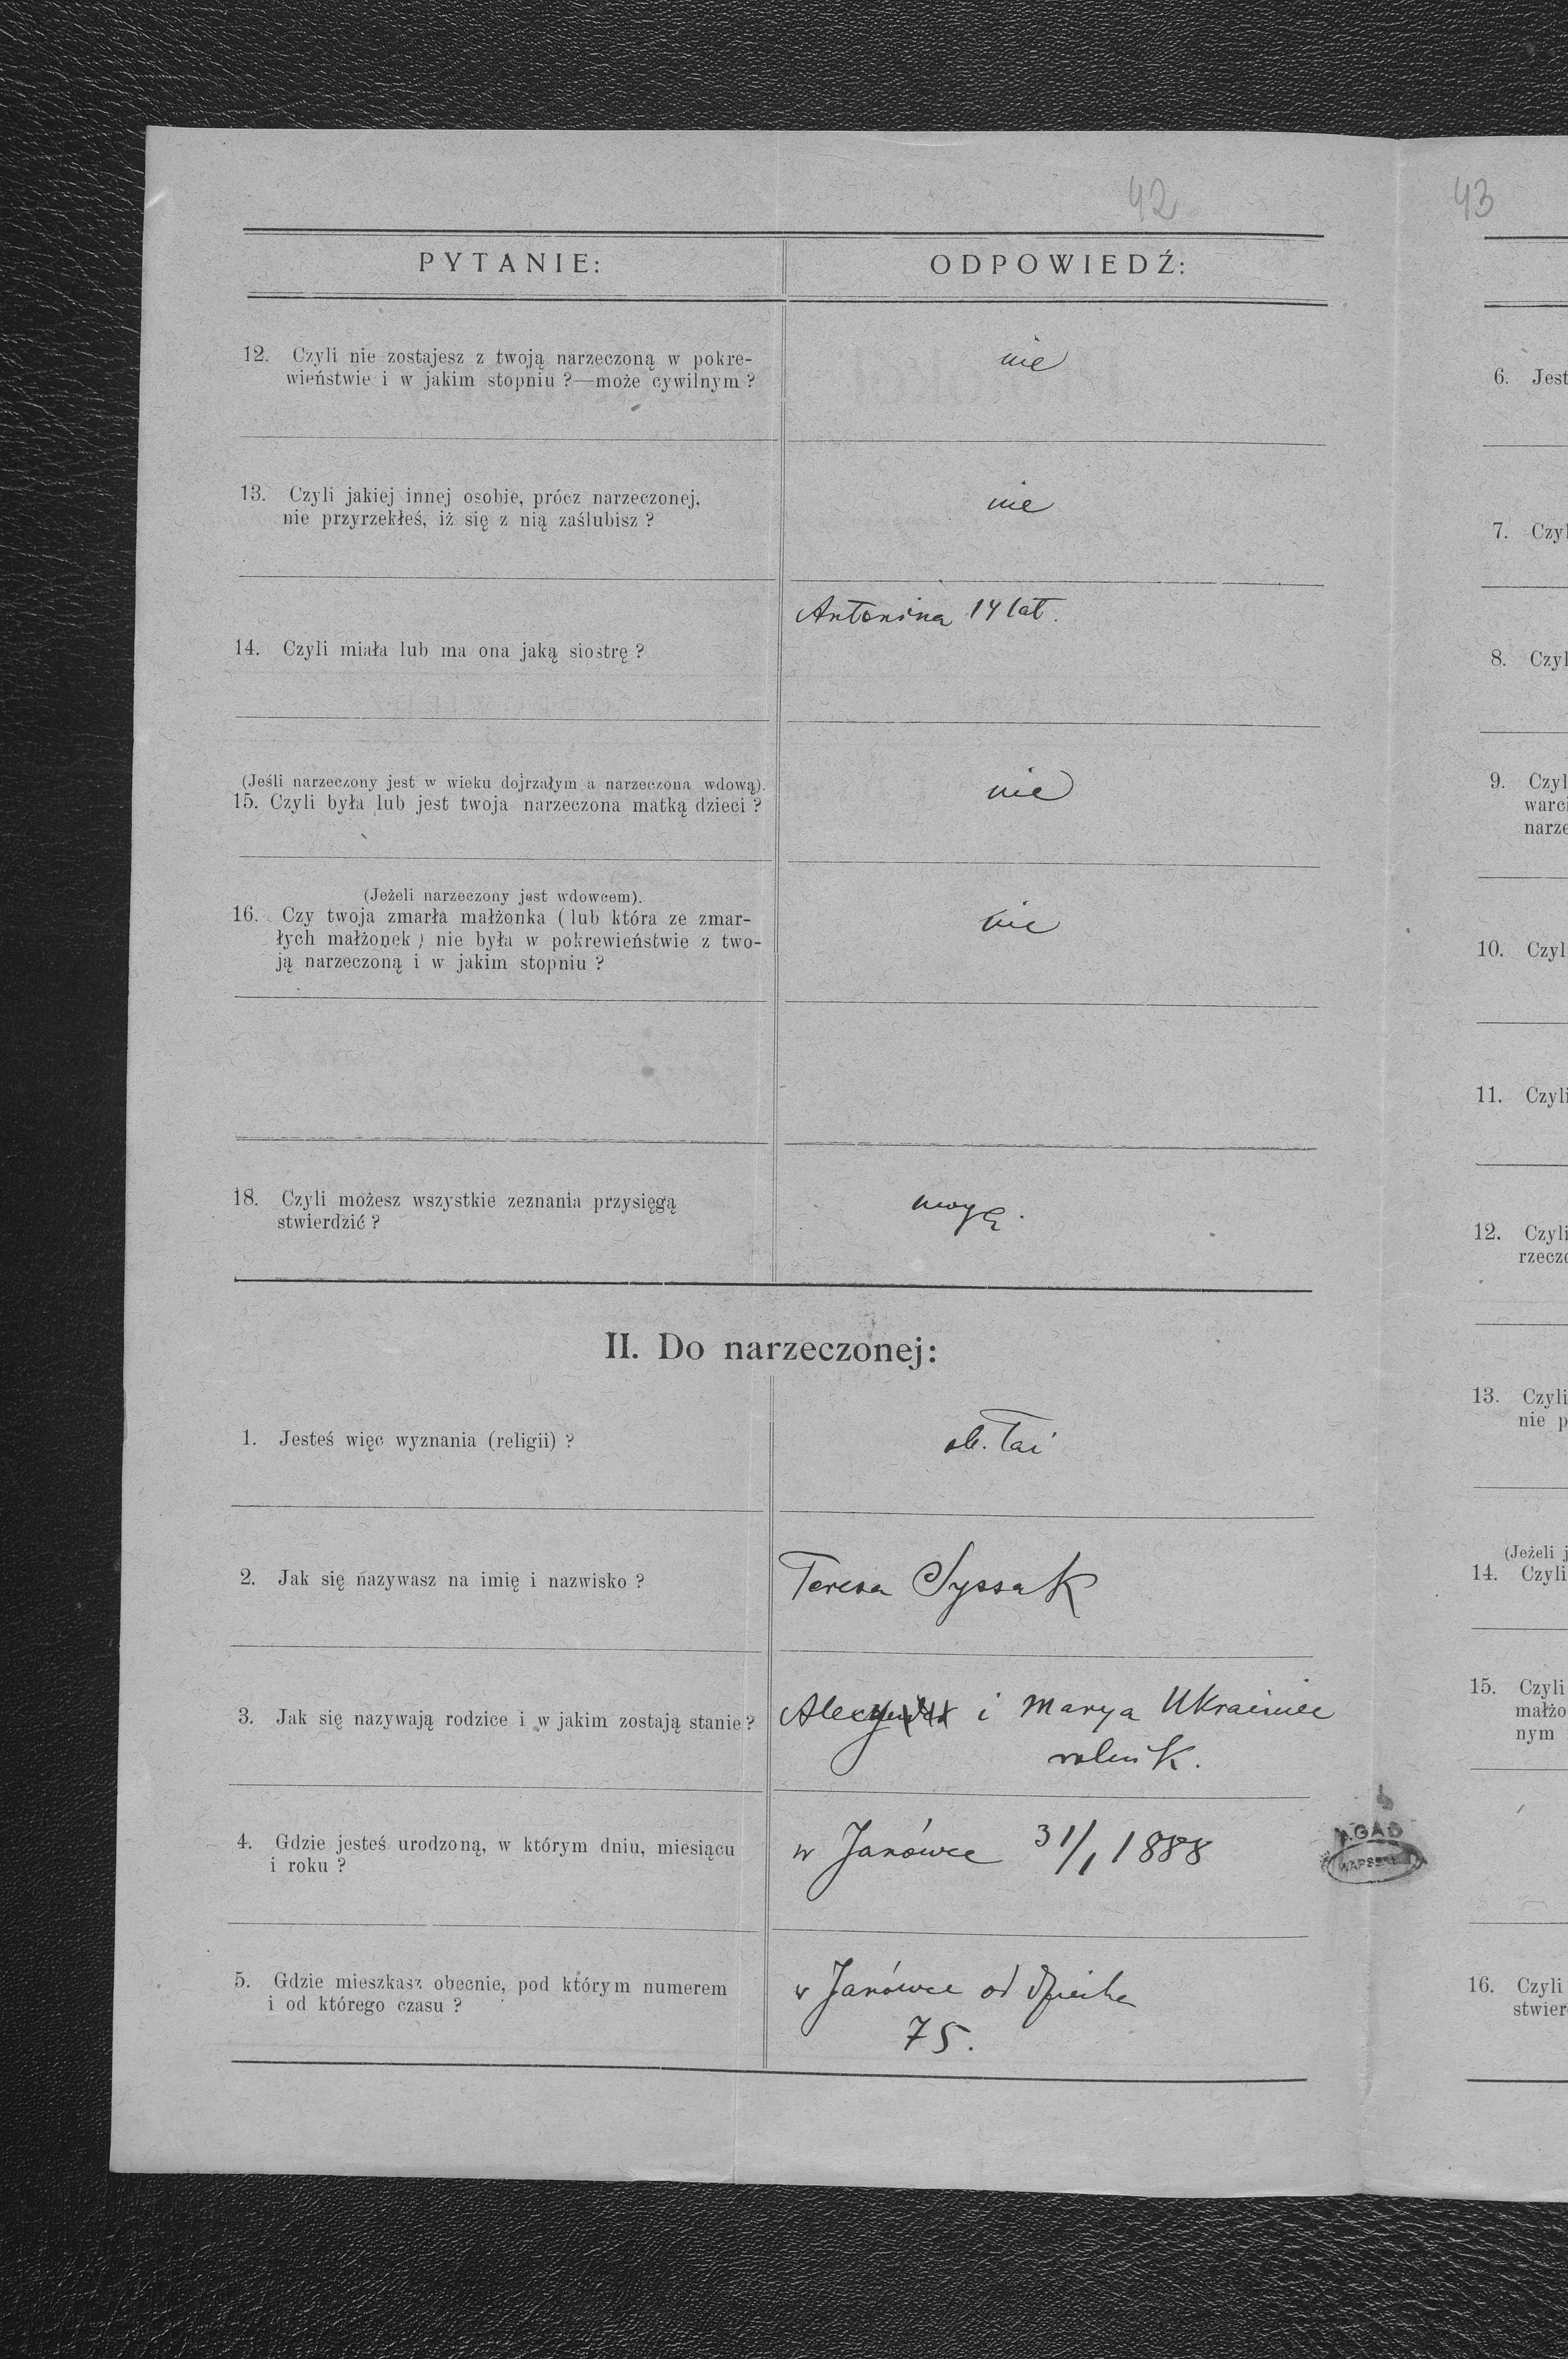 42
43
PYTANIE:
ODPOWIEDŹ:
12. Czyli nie zostajesz z twoją narzeczoną w pokre-
wieństwie i w jakim stopniu ?—może cywilnym ?
nie
13. Czyli jakiej innej osobie, prócz narzeczonej,
nie przyrzekłeś, iż się z nią zaślubisz ?
nie
14. Czyli miała lub ma ona jaką siostrę ?
Antonina 14 lat.
(Jeśli narzeczony jest w wieku dojrzałym a narzeczona wdową).
15. Czyli była lub jest twoja narzeczona matką dzieci ?
nie
(Jeżeli narzeczony jest wdowcem).
16. Czy twoja zmarła małżonka (lub która ze zmar-
łych małżonek) nie była w pokrewieństwie z two-
ją narzeczoną i w jakim stopniu ?
nie
18. Czyli możesz wszystkie zeznania przysięgą
stwierdzić ?
mogę.
II. Do narzeczonej:
1. Jesteś więc wyznania (religii) ?
ob. łać
2. Jak się nazywasz na imię i nazwisko ?
Teresa Syssak
3. Jak się nazywają rodzice i w jakim zostają stanie ?
i Marya Ukrainiec
rolnik.
4. Gdzie jesteś urodzoną, w którym dniu, miesiącu
i roku ?
w Janówce 31/1 1888
5. Gdzie mieszkasz obecnie, pod którym numerem
i od którego czasu ?
w Janówce od dziecka
75.
AGAD
6. Jest
7. Czyl
8. Czyl
9. Czyl
warc
narze
10. Czyl
11. Czyli
12. Czyli
rzecz
13. Czyli
nie p
(Jeżeli j
14. Czyli
15. Czyli
małżo
nym
16. Czyli
stwier